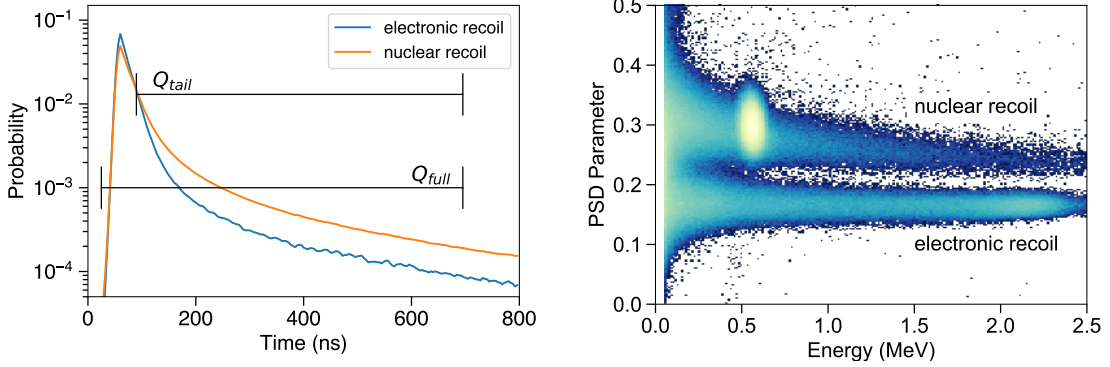 10⁻¹
10⁻²
10⁻³
10⁻⁴
Probability
electronic recoil
nuclear recoil
Q_tail
Q_full
0
200
400
600
800
Time (ns)
0.5
0.4
0.3
0.2
0.1
0.0
PSD Parameter
nuclear recoil
electronic recoil
0.0
0.5
1.0
1.5
2.0
2.5
Energy (MeV)